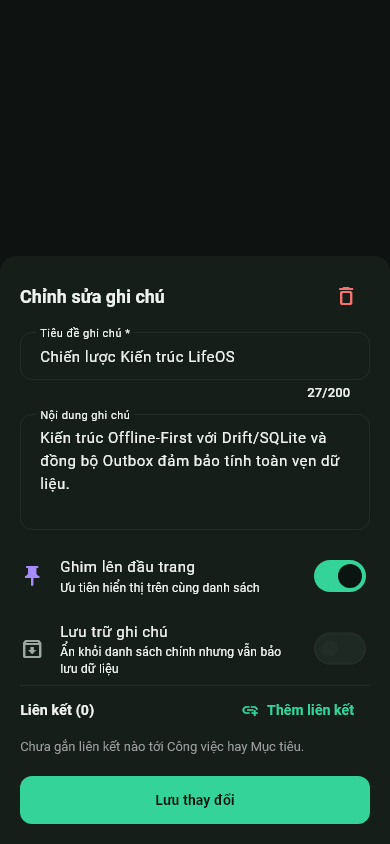 Chỉnh sửa ghi chú
Tiêu đề ghi chú *
Chiến lược Kiến trúc LifeOS
27/200
Nội dung ghi chú
Kiến trúc Offline-First với Drift/SQLite và
đồng bộ Outbox đảm bảo tính toàn vẹn dữ
liệu.
Ghim lên đầu trang
Ưu tiên hiển thị trên cùng danh sách
Lưu trữ ghi chú
Ẩn khỏi danh sách chính nhưng vẫn bảo
lưu dữ liệu
Liên kết (0)
Thêm liên kết
Chưa gắn liên kết nào tới Công việc hay Mục tiêu.
Lưu thay đổi